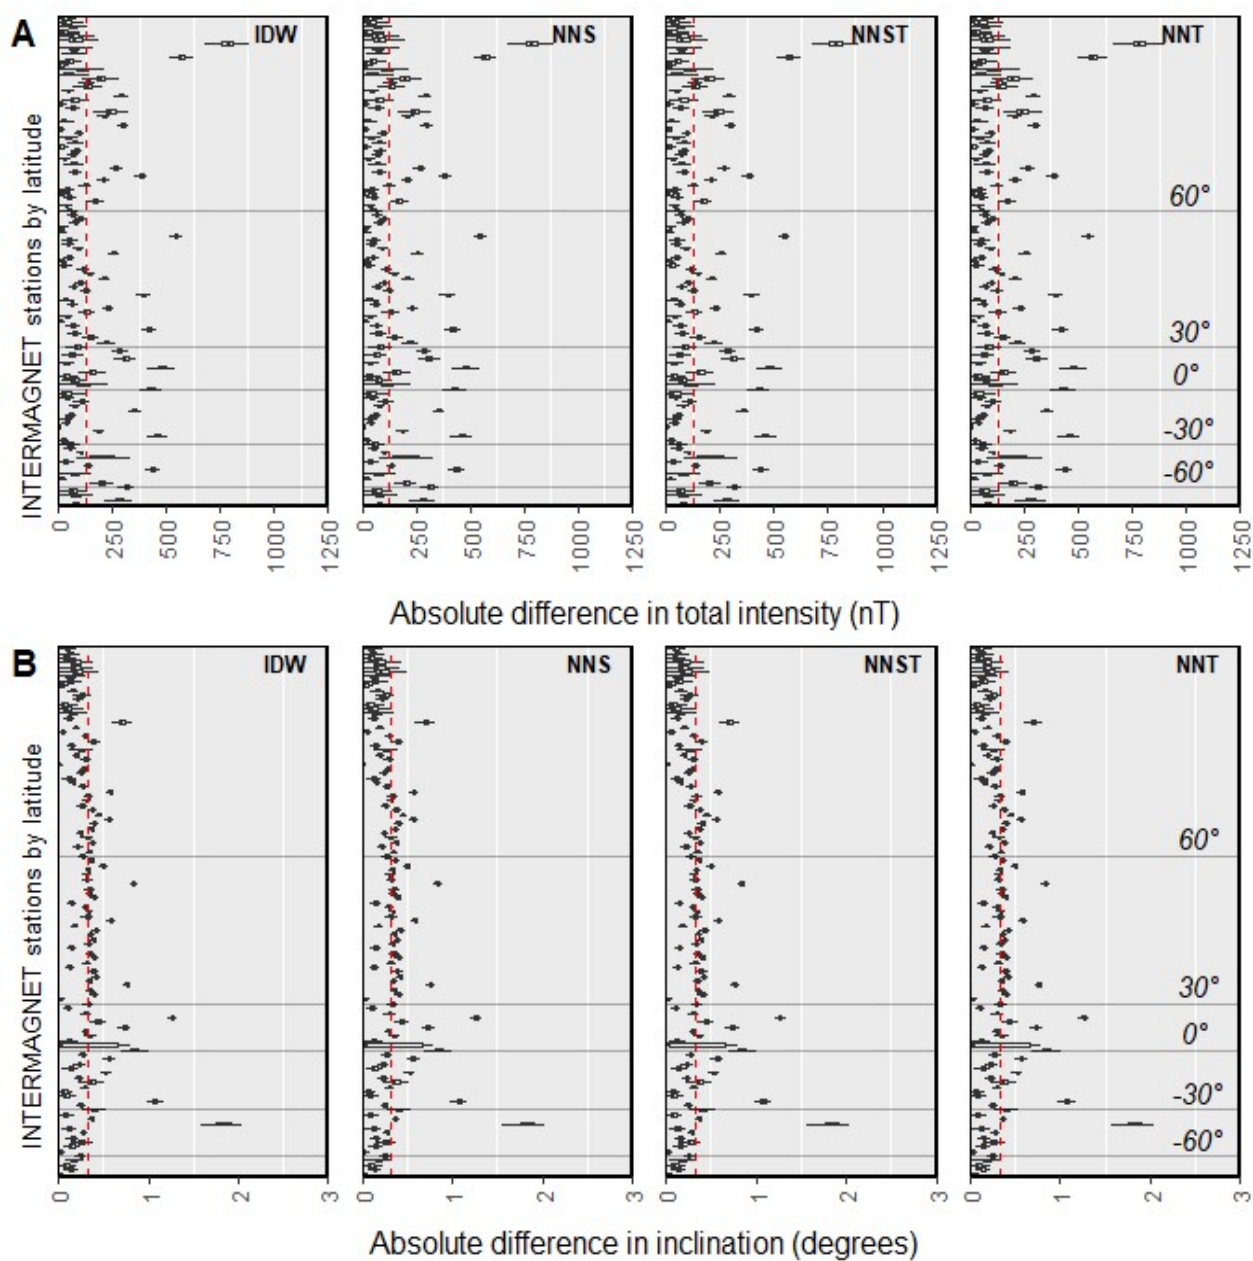 A
IDW
NNS
NNST
NNT
INTERMAGNET stations by latitude
60°
30°
0°
-30°
-60°
0 250 500 750 1000 1250
0 250 500 750 1000 1250
0 250 500 750 1000 1250
0 250 500 750 1000 1250
Absolute difference in total intensity (nT)
B
IDW
NNS
NNST
NNT
INTERMAGNET stations by latitude
60°
30°
0°
-30°
-60°
0 1 2 3
0 1 2 3
0 1 2 3
0 1 2 3
Absolute difference in inclination (degrees)